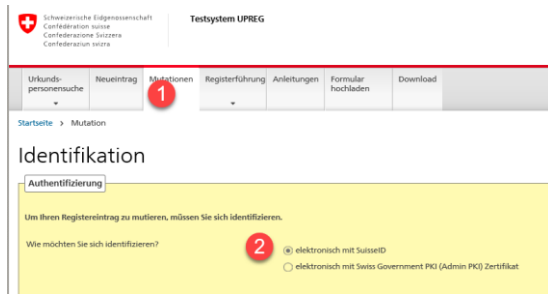 Schweizerische Eidgenossenschaft
Confédération suisse
Confederazione Svizzera
Confederaziun svizra
Testsystem UPREG
Urkunds-
personensuche
Neueintrag
Mutationen
Registerführung
Anleitungen
Formular
hochladen
Download
1
Startseite > Mutation
Identifikation
Authentifizierung
Um Ihren Registereintrag zu mutieren, müssen Sie sich identifizieren.
Wie möchten Sie sich identifizieren?
2
elektronisch mit SuisseID
elektronisch mit Swiss Government PKI (Admin PKI) Zertifikat